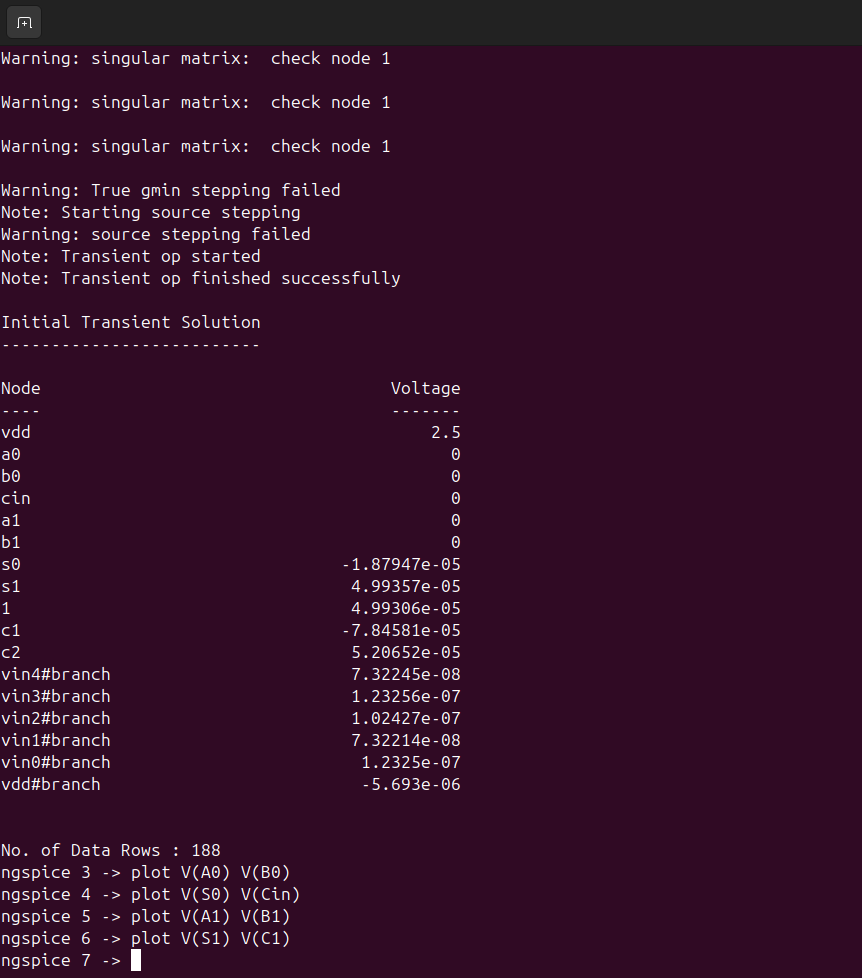 Warning: singular matrix:  check node 1
Warning: singular matrix:  check node 1
Warning: singular matrix:  check node 1
Warning: True gmin stepping failed
Note: Starting source stepping
Warning: source stepping failed
Note: Transient op started
Note: Transient op finished successfully
Initial Transient Solution
--------------------------
Node                                   Voltage
----                                   -------
vdd                                        2.5
a0                                           0
b0                                           0
cin                                          0
a1                                           0
b1                                           0
s0                                -1.87947e-05
s1                                 4.99357e-05
1                                  4.99306e-05
c1                                -7.84581e-05
c2                                 5.20652e-05
vin4#branch                        7.32245e-08
vin3#branch                        1.23256e-07
vin2#branch                        1.02427e-07
vin1#branch                        7.32214e-08
vin0#branch                         1.2325e-07
vdd#branch                          -5.693e-06
No. of Data Rows : 188
ngspice 3 -> plot V(A0) V(B0)
ngspice 4 -> plot V(S0) V(Cin)
ngspice 5 -> plot V(A1) V(B1)
ngspice 6 -> plot V(S1) V(C1)
ngspice 7 ->